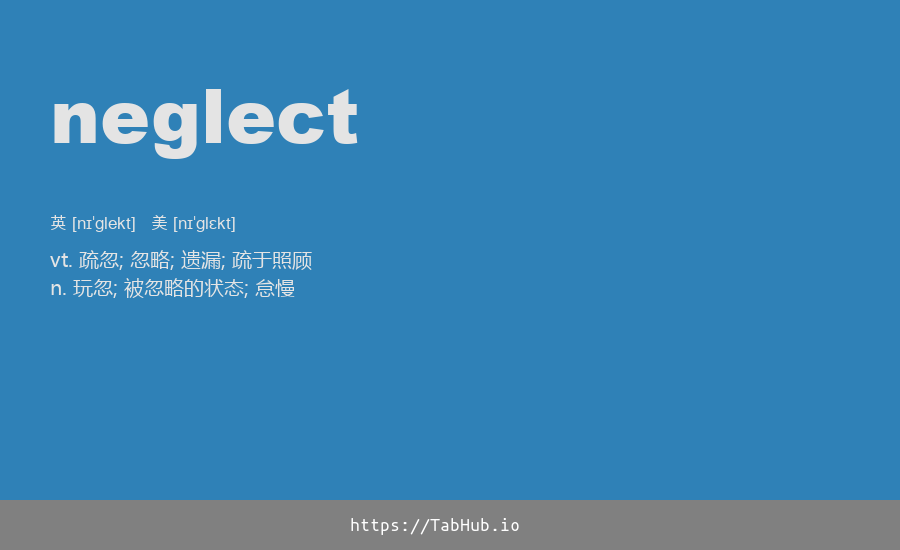 neglect
英 [nɪˈglekt] 美 [nɪˈglɛkt]
vt. 疏忽; 忽略; 遗漏; 疏于照顾
n. 玩忽; 被忽略的状态; 怠慢
https://TabHub.io